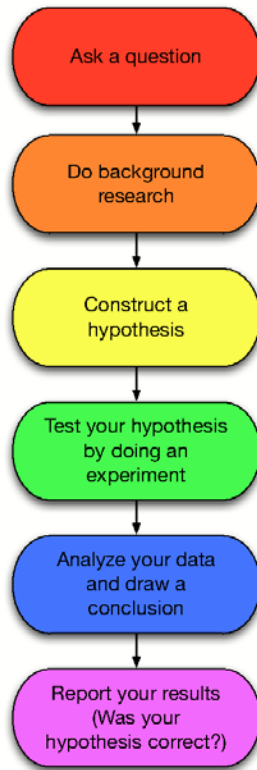 Ask a question
Do background
research
Construct a
hypothesis
Test your hypothesis
by doing an
experiment
Analyze your data
and draw a
conclusion
Report your results
(Was your
hypothesis correct?)